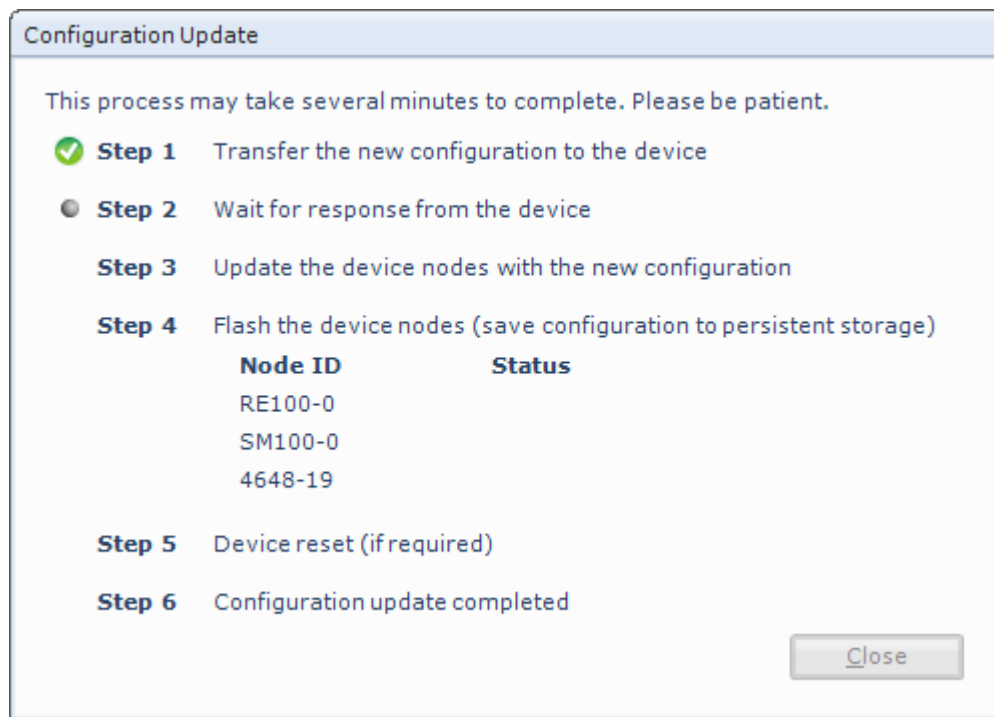 Configuration Update
This process may take several minutes to complete. Please be patient.
Step 1 Transfer the new configuration to the device
Step 2 Wait for response from the device
Step 3 Update the device nodes with the new configuration
Step 4 Flash the device nodes (save configuration to persistent storage)
Node ID Status
RE100-0
SM100-0
4648-19
Step 5 Device reset (if required)
Step 6 Configuration update completed
Close